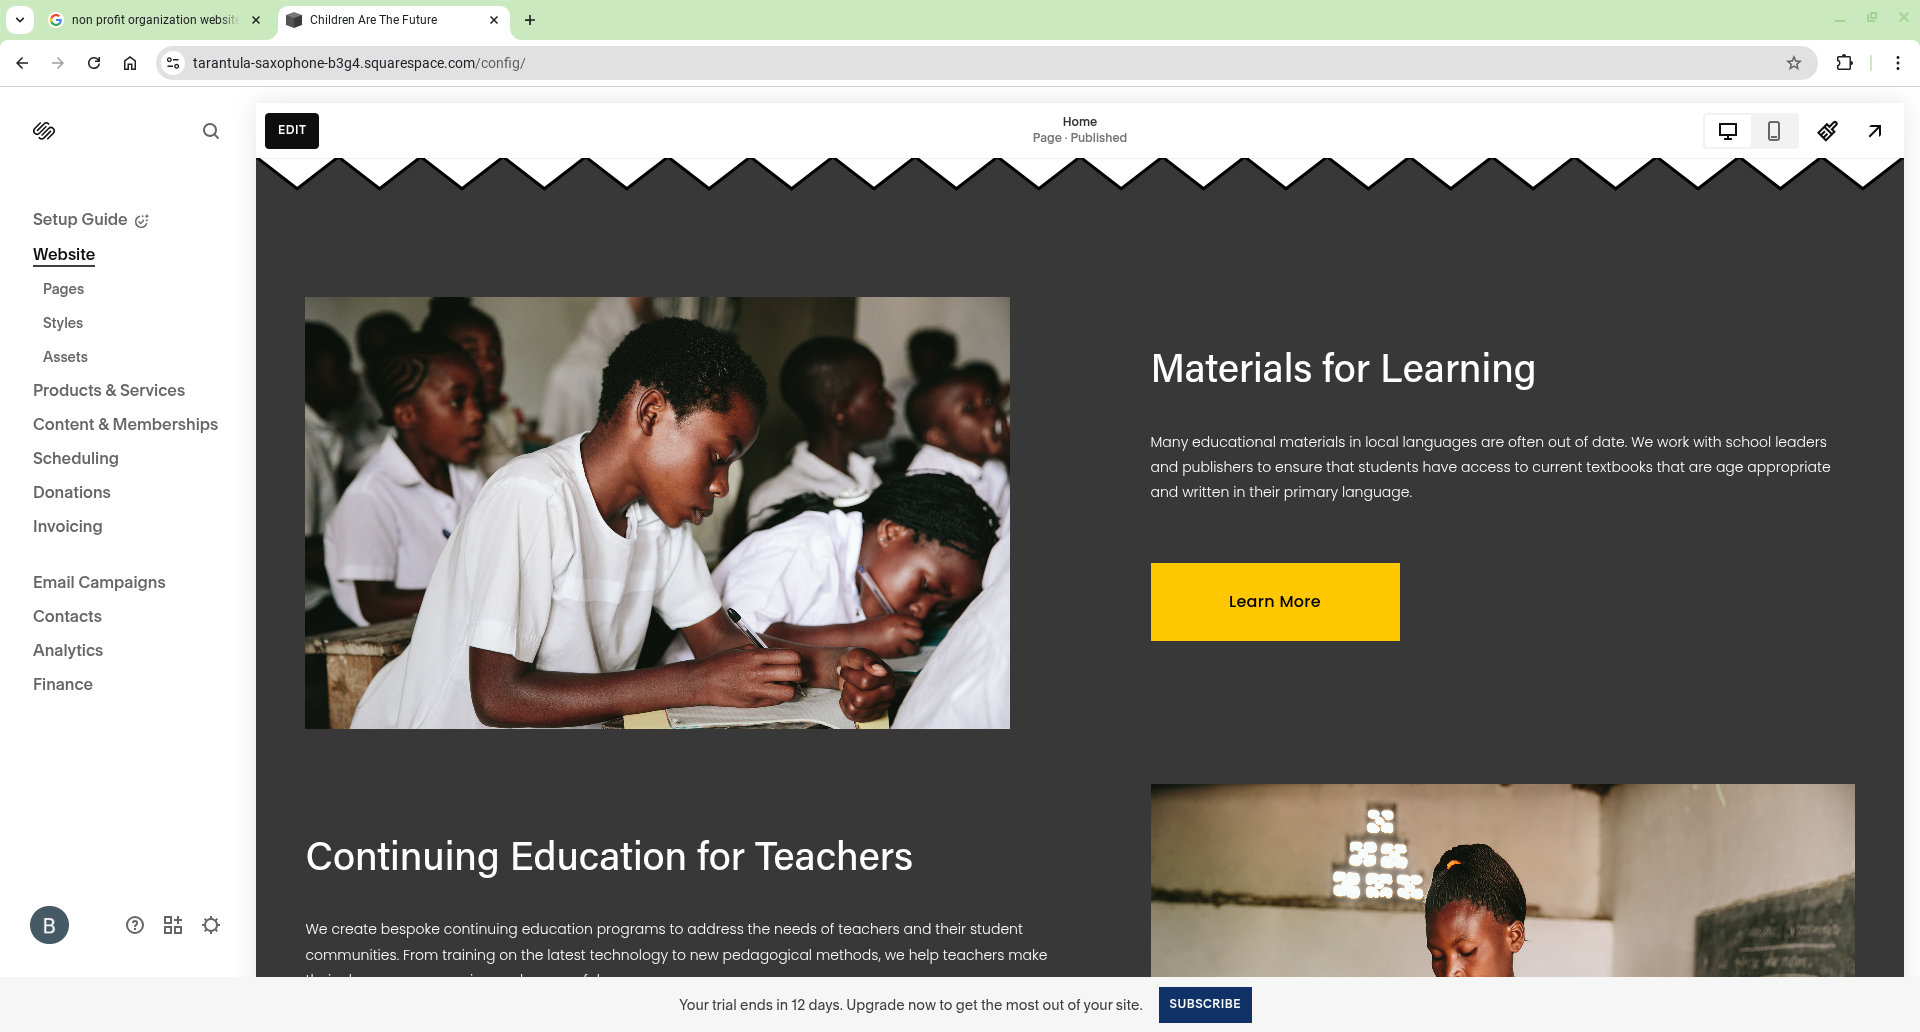 non profit organization website
Children Are The Future
tarantula-saxophone-b3g4.squarespace.com/config/
EDIT
Home
Page · Published
Setup Guide
Website
Pages
Styles
Assets
Products & Services
Content & Memberships
Scheduling
Donations
Invoicing
Email Campaigns
Contacts
Analytics
Finance
B
Materials for Learning
Many educational materials in local languages are often out of date. We work with school leaders
and publishers to ensure that students have access to current textbooks that are age appropriate
and written in their primary language.
Learn More
Continuing Education for Teachers
We create bespoke continuing education programs to address the needs of teachers and their student
communities. From training on the latest technology to new pedagogical methods, we help teachers make
Your trial ends in 12 days. Upgrade now to get the most out of your site.
SUBSCRIBE